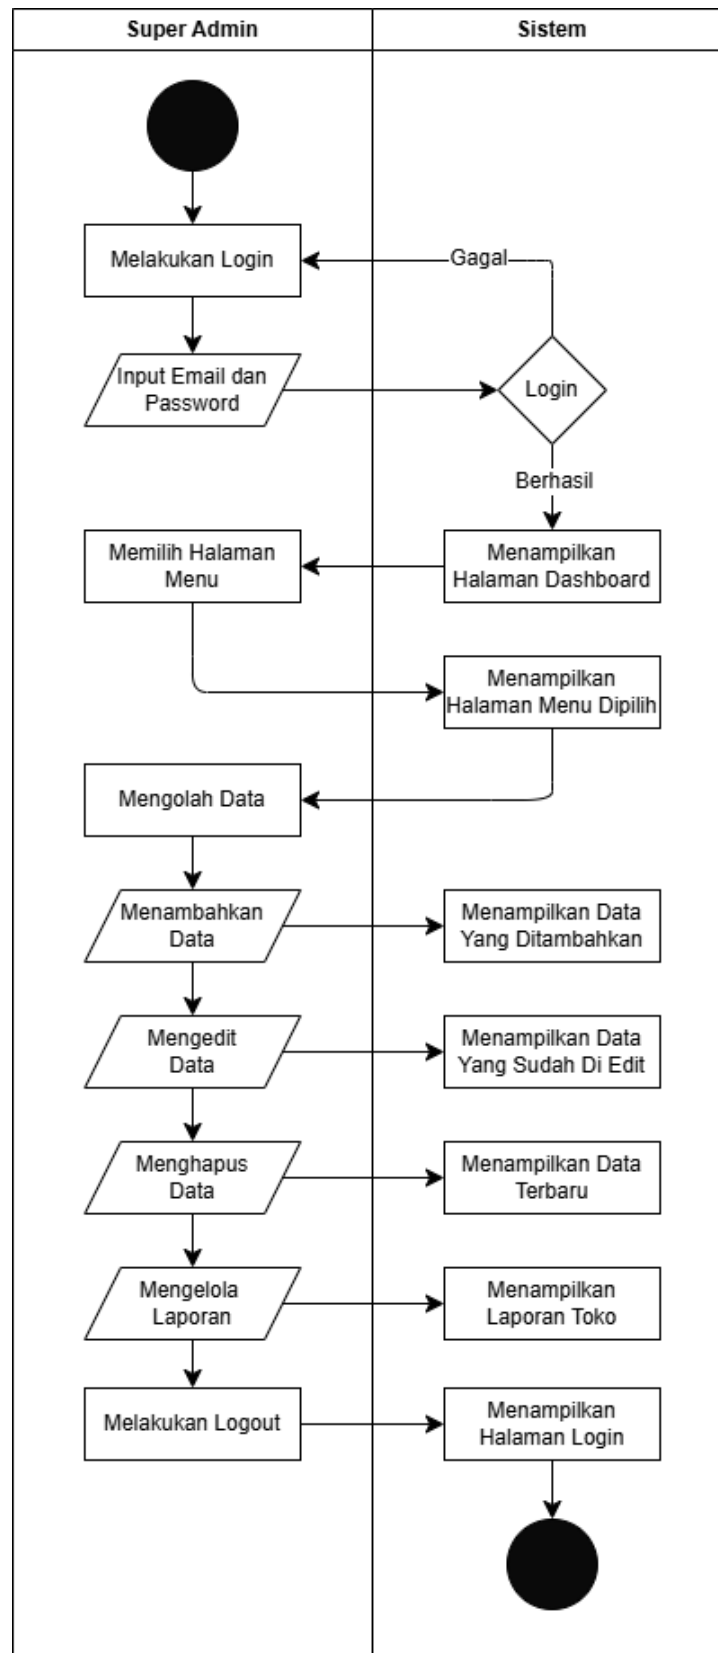 Super Admin
Sistem
Melakukan Login
Gagal
Input Email dan
Password
Login
Berhasil
Memilih Halaman
Menu
Menampilkan
Halaman Dashboard
Menampilkan
Halaman Menu Dipilih
Mengolah Data
Menambahkan
Data
Menampilkan Data
Yang Ditambahkan
Mengedit
Data
Menampilkan Data
Yang Sudah Di Edit
Menghapus
Data
Menampilkan Data
Terbaru
Mengelola
Laporan
Menampilkan
Laporan Toko
Melakukan Logout
Menampilkan
Halaman Login